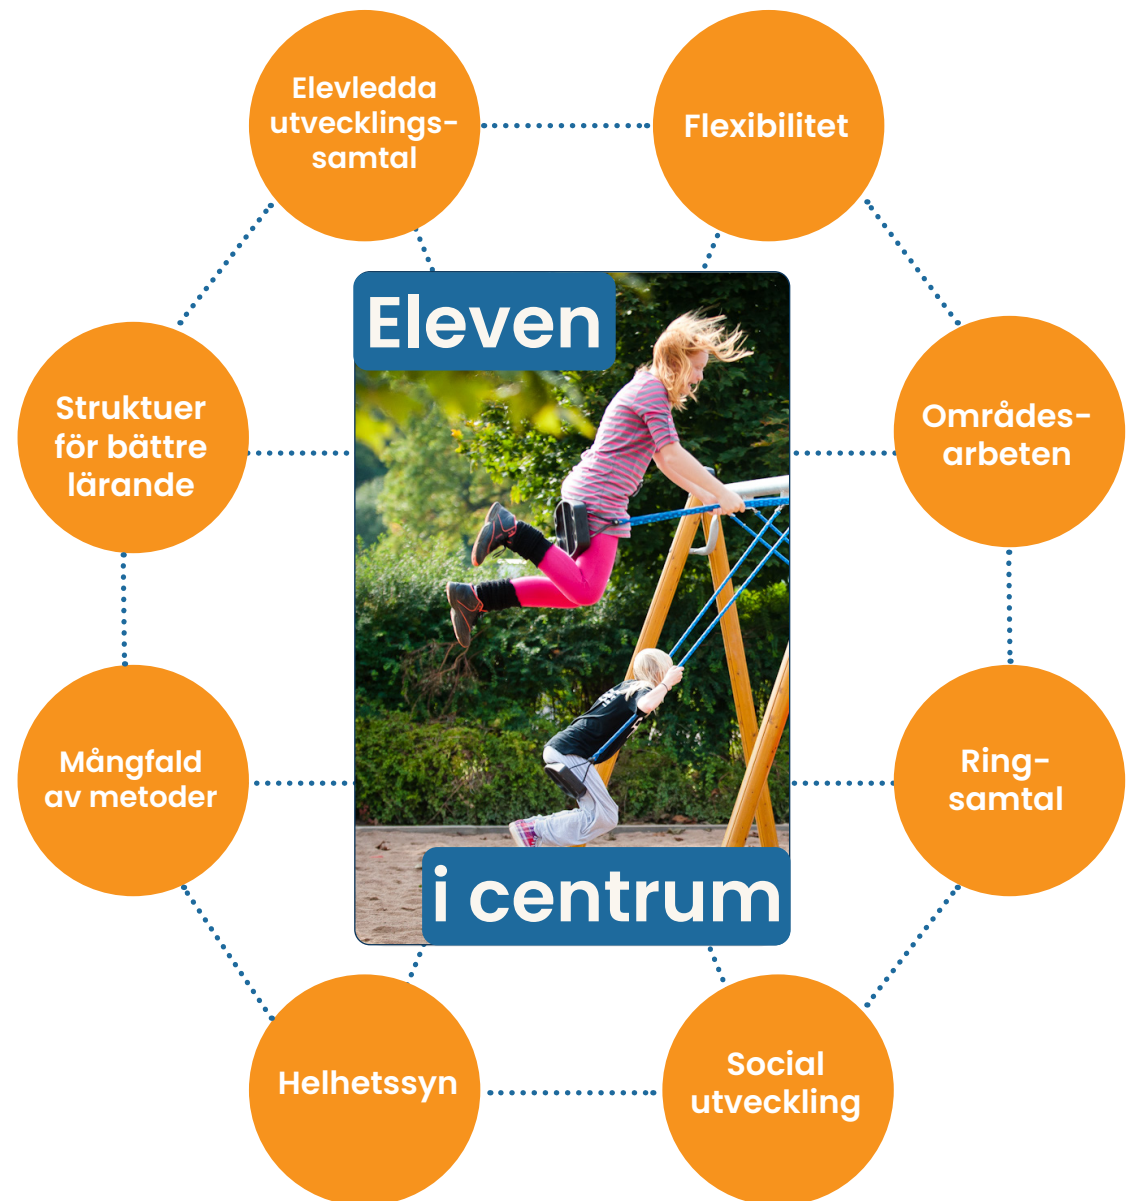 Elevledda
utvecklings-
samtal
Flexibilitet
Eleven
Struktuer
för bättre
lärande
Områdes-
arbeten
Mångfald
av metoder
Ring-
samtal
i centrum
Helhetssyn
Social
utveckling